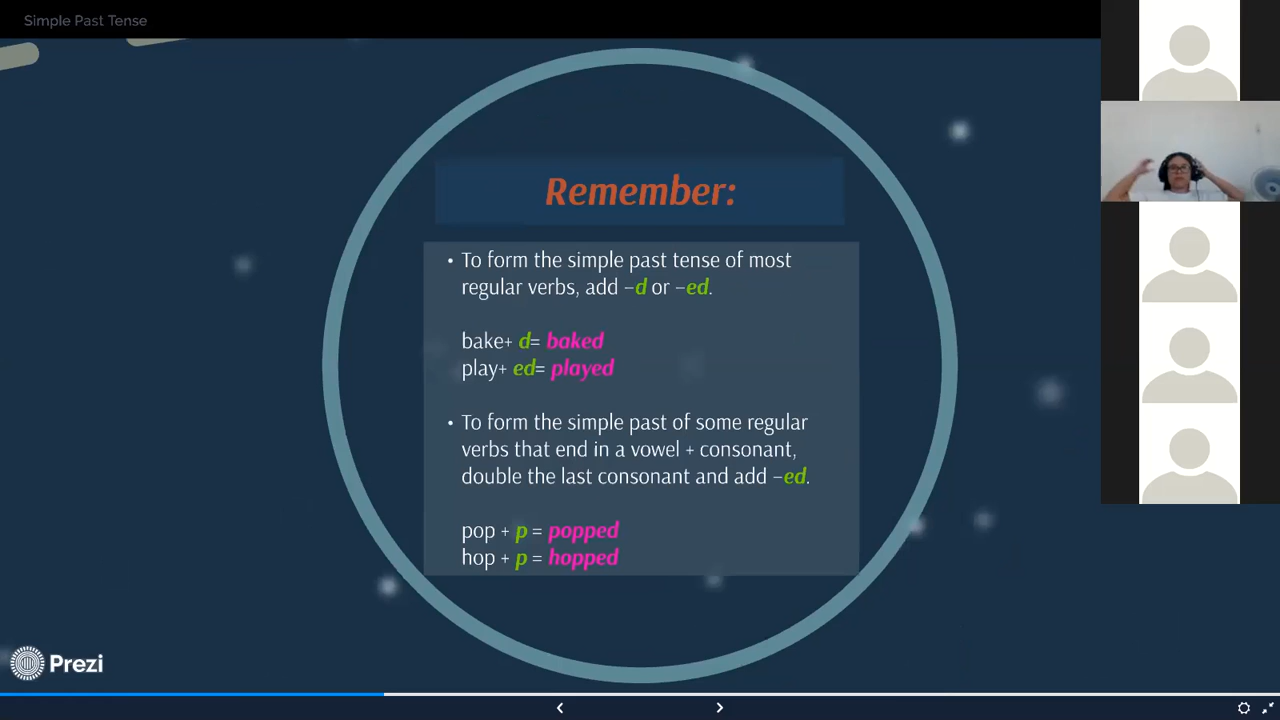 Simple Past Tense
Remember:
• To form the simple past tense of most
regular verbs, add –d or –ed.
bake+ d= baked
play+ ed= played
• To form the simple past of some regular
verbs that end in a vowel + consonant,
double the last consonant and add –ed.
pop + p = popped
hop + p = hopped
Prezi